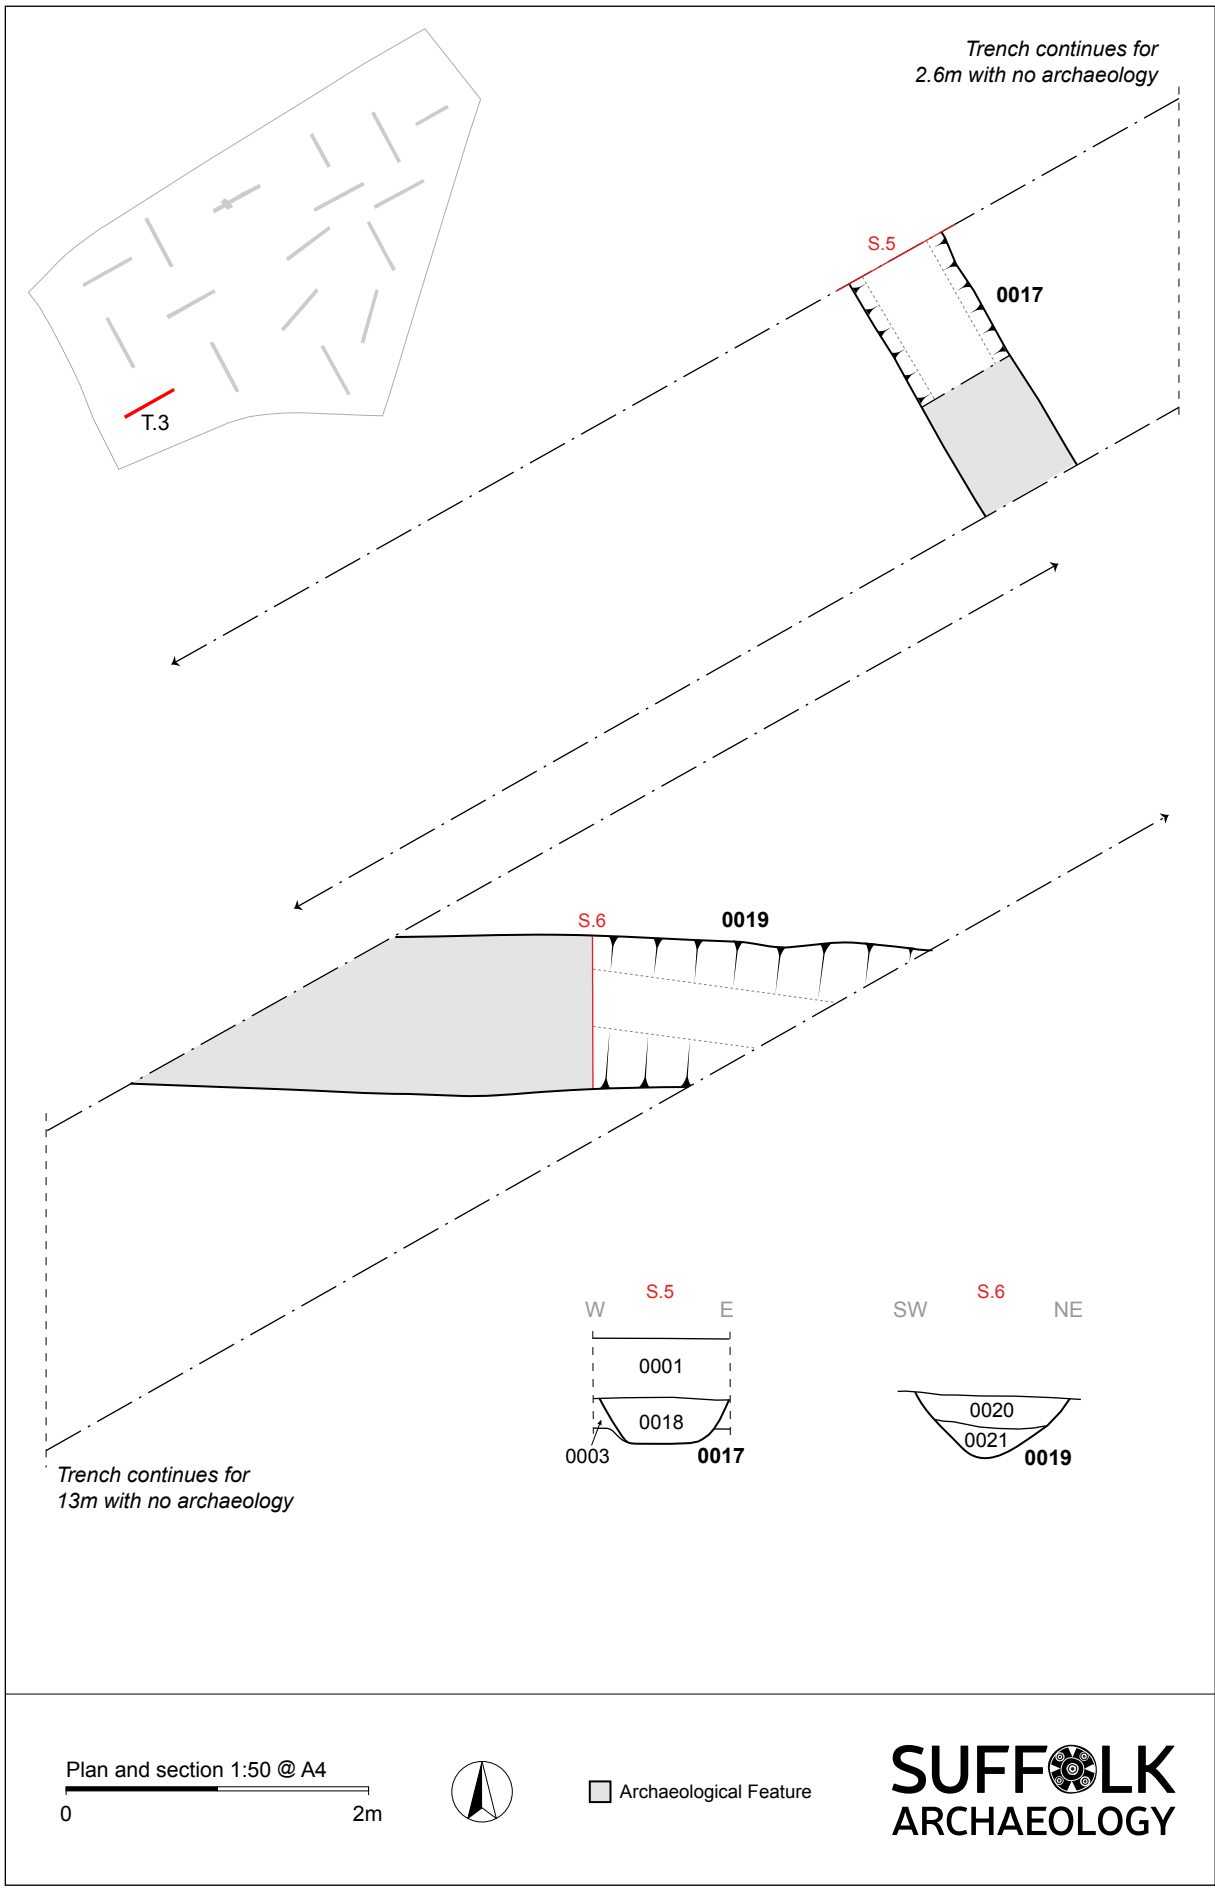 Trench continues for
2.6m with no archaeology
S.5
0017
T.3
S.6
0019
S.5
W E
0001
0018
0003
0017
S.6
SW NE
0020
0021
0019
Trench continues for
13m with no archaeology
Plan and section 1:50 @ A4
0 2m
Archaeological Feature
SUFFOLK
ARCHAEOLOGY